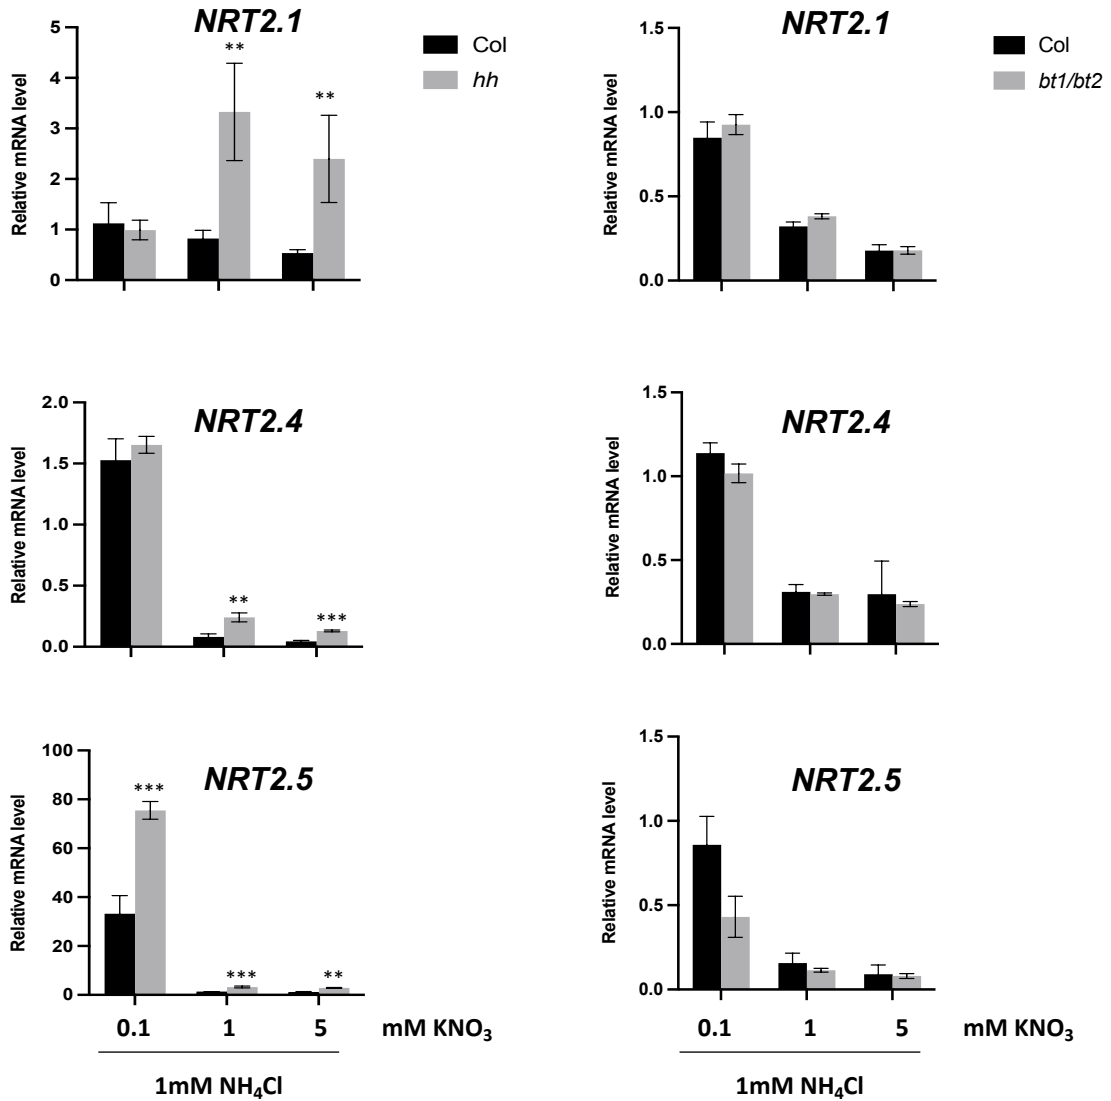 NRT2.1
Relative mRNA level
5
4
3
2
1
0
**
**
Col
hh
NRT2.1
Relative mRNA level
1.5
1.0
0.5
0.0
Col
bt1/bt2
NRT2.4
Relative mRNA level
2.0
1.5
1.0
0.5
0.0
**
***
NRT2.4
Relative mRNA level
1.5
1.0
0.5
0.0
NRT2.5
Relative mRNA level
100
80
60
40
20
0
***
***
**
0.1 1 5 mM KNO₃
1mM NH₄Cl
NRT2.5
Relative mRNA level
1.5
1.0
0.5
0.0
0.1 1 5 mM KNO₃
1mM NH₄Cl